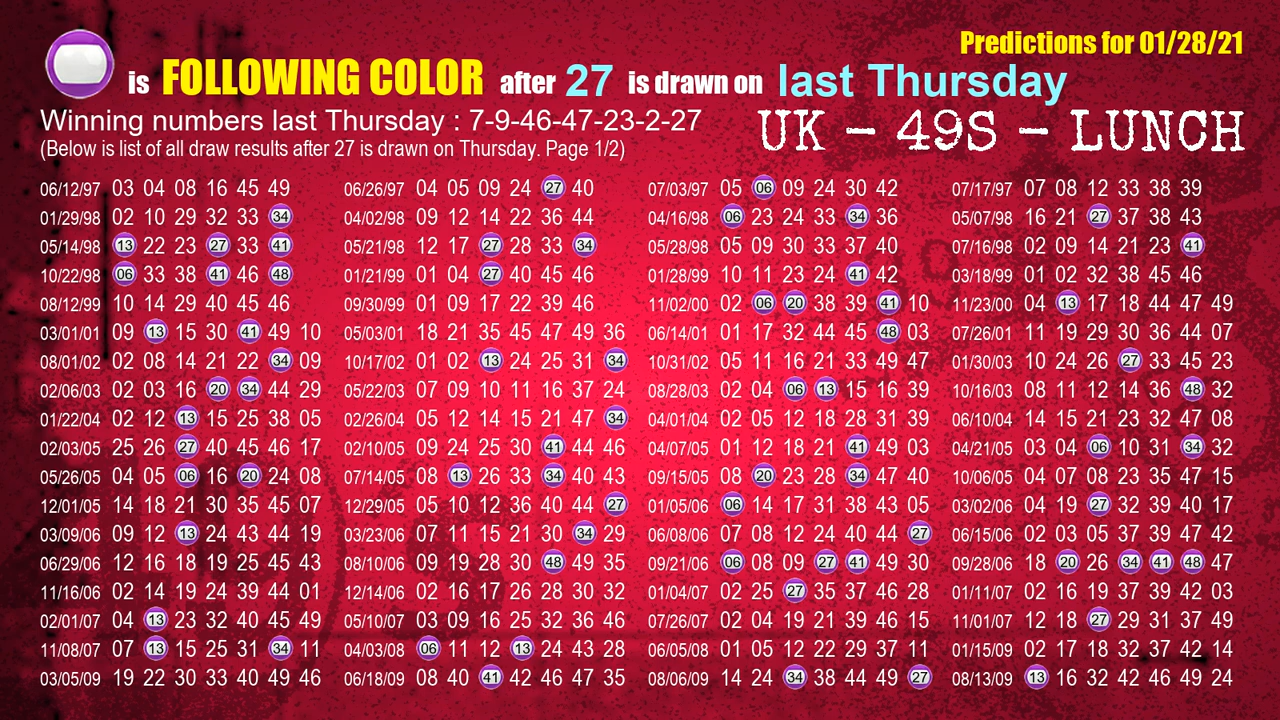 Predictions for 01/28/21
is FOLLOWING COLOR after 27 is drawn on last Thursday
Winning numbers last Thursday : 7-9-46-47-23-2-27
UK - 49S - LUNCH
(Below is list of all draw results after 27 is drawn on Thursday. Page 1/2)
06/12/97 03 04 08 16 45 49 06/26/97 04 05 09 24 27 40 07/03/97 05 06 09 24 30 42 07/17/97 07 08 12 33 38 39
01/29/98 02 10 29 32 33 34 04/02/98 09 12 14 22 36 44 04/16/98 06 23 24 33 34 36 05/07/98 16 21 27 37 38 43
05/14/98 13 22 23 27 33 41 05/21/98 12 17 27 28 33 34 05/28/98 05 09 30 33 37 40 07/16/98 02 09 14 21 23 41
10/22/98 06 33 38 41 46 48 01/21/99 01 04 27 40 45 46 01/28/99 10 11 23 24 41 42 03/18/99 01 02 32 38 45 46
08/12/99 10 14 29 40 45 46 09/30/99 01 09 17 22 39 46 11/02/00 02 06 20 38 39 41 10 11/23/00 04 13 17 18 44 47 49
03/01/01 09 13 15 30 41 49 10 05/03/01 18 21 35 45 47 49 36 06/14/01 01 17 32 44 45 48 03 07/26/01 11 19 29 30 36 44 07
08/01/02 02 08 14 21 22 34 09 10/17/02 01 02 13 24 25 31 34 10/31/02 05 11 16 21 33 49 47 01/30/03 10 24 26 27 33 45 23
02/06/03 02 03 16 20 34 44 29 05/22/03 07 09 10 11 16 37 24 08/28/03 02 04 06 13 15 16 39 10/16/03 08 11 12 14 36 48 32
01/22/04 02 12 13 15 25 38 05 02/26/04 05 12 14 15 21 47 34 04/01/04 02 05 12 18 28 31 39 06/10/04 14 15 21 23 32 47 08
02/03/05 25 26 27 40 45 46 17 02/10/05 09 24 25 30 41 44 46 04/07/05 01 12 18 21 41 49 03 04/21/05 03 04 06 10 31 34 32
05/26/05 04 05 06 16 20 24 08 07/14/05 08 13 26 33 34 40 43 09/15/05 08 20 23 28 34 47 40 10/06/05 04 07 08 23 35 47 15
12/01/05 14 18 21 30 35 45 07 12/29/05 05 10 12 36 40 44 27 01/05/06 06 14 17 31 38 43 05 03/02/06 04 19 27 32 39 40 17
03/09/06 09 12 13 24 43 44 19 03/23/06 07 11 15 21 30 34 29 06/08/06 07 08 12 24 40 44 27 06/15/06 02 03 05 37 39 47 42
06/29/06 12 16 18 19 25 45 43 08/10/06 09 19 28 30 48 49 35 09/21/06 06 08 09 27 41 49 30 09/28/06 18 20 26 34 41 48 47
11/16/06 02 14 19 24 39 44 01 12/14/06 02 16 17 26 28 30 32 01/04/07 02 25 27 35 37 46 28 01/11/07 02 16 19 37 39 42 03
02/01/07 04 13 23 32 40 45 49 05/10/07 03 09 16 25 32 36 46 07/26/07 02 04 19 21 39 46 15 11/01/07 12 18 27 29 31 37 49
11/08/07 07 13 15 25 31 34 11 04/03/08 06 11 12 13 24 43 28 06/05/08 01 05 12 22 29 37 11 01/15/09 02 17 18 32 37 42 14
03/05/09 19 22 30 33 40 49 46 06/18/09 08 40 41 42 46 47 35 08/06/09 14 24 34 38 44 49 27 08/13/09 13 16 32 42 46 49 24